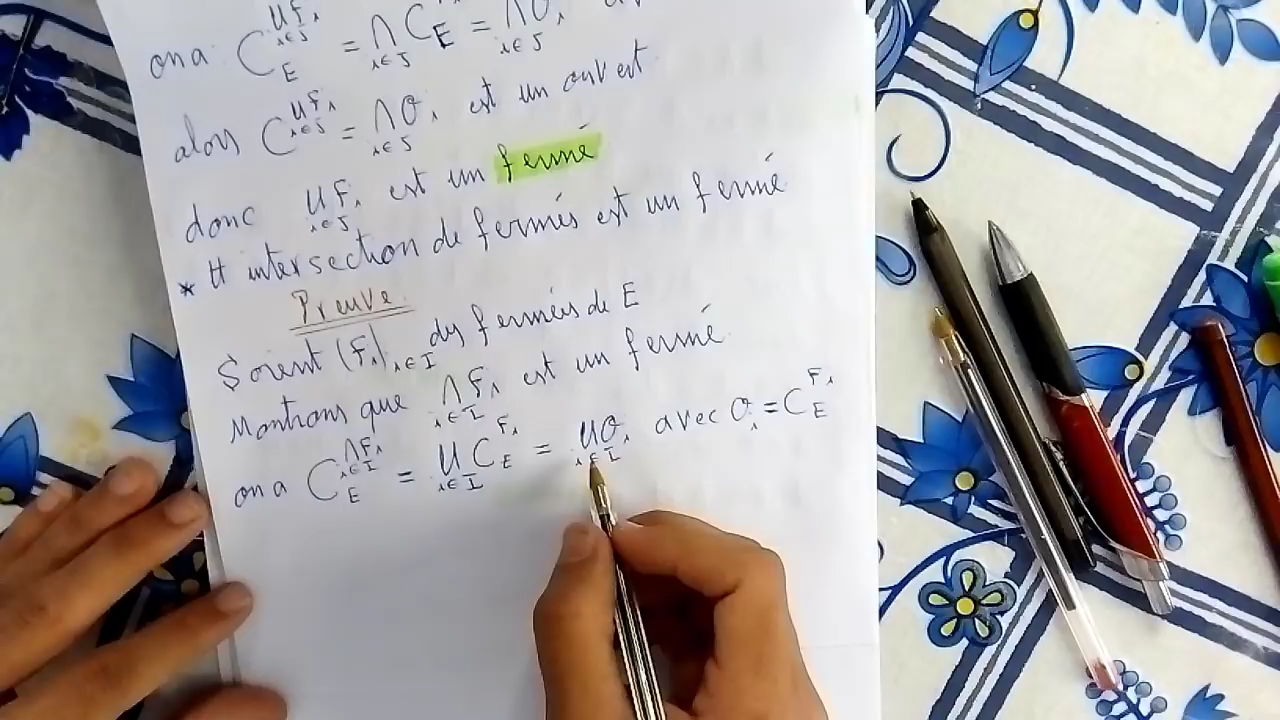 on a C_E^{∪F_λ λ∈J} = ∩_{λ∈J} C_E = ∩_{λ∈J} O_λ
alors C^{∪F_λ λ∈J} = ∩_{λ∈J} O_λ est un ouvert
donc ∪_{λ∈J} F_λ est un fermé
* H intersection de fermés est un fermé
Preuve.
Soient (F_λ)_{λ∈I} des fermés de E
Montrons que ∩_{λ∈I} F_λ est un fermé.
on a C_E^{∩F_λ λ∈I} = ∪_{λ∈I} C_E^{F_λ} = ∪_{λ∈I} O_λ avec O_λ = C_E^{F_λ}